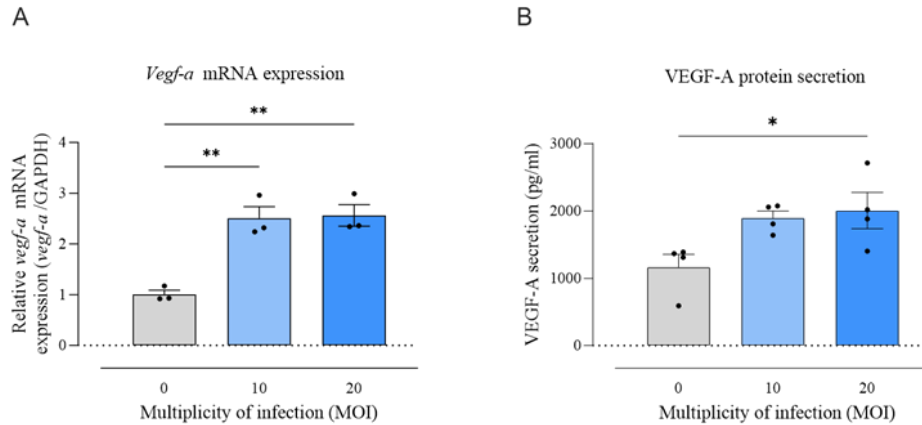 A
Vegf-a mRNA expression
**
**
Relative vegf-a mRNA
expression (vegf-a /GAPDH)
4
3
2
1
0
0 10 20
Multiplicity of infection (MOI)
B
VEGF-A protein secretion
*
VEGF-A secretion (pg/ml)
3000
2000
1000
0
0 10 20
Multiplicity of infection (MOI)